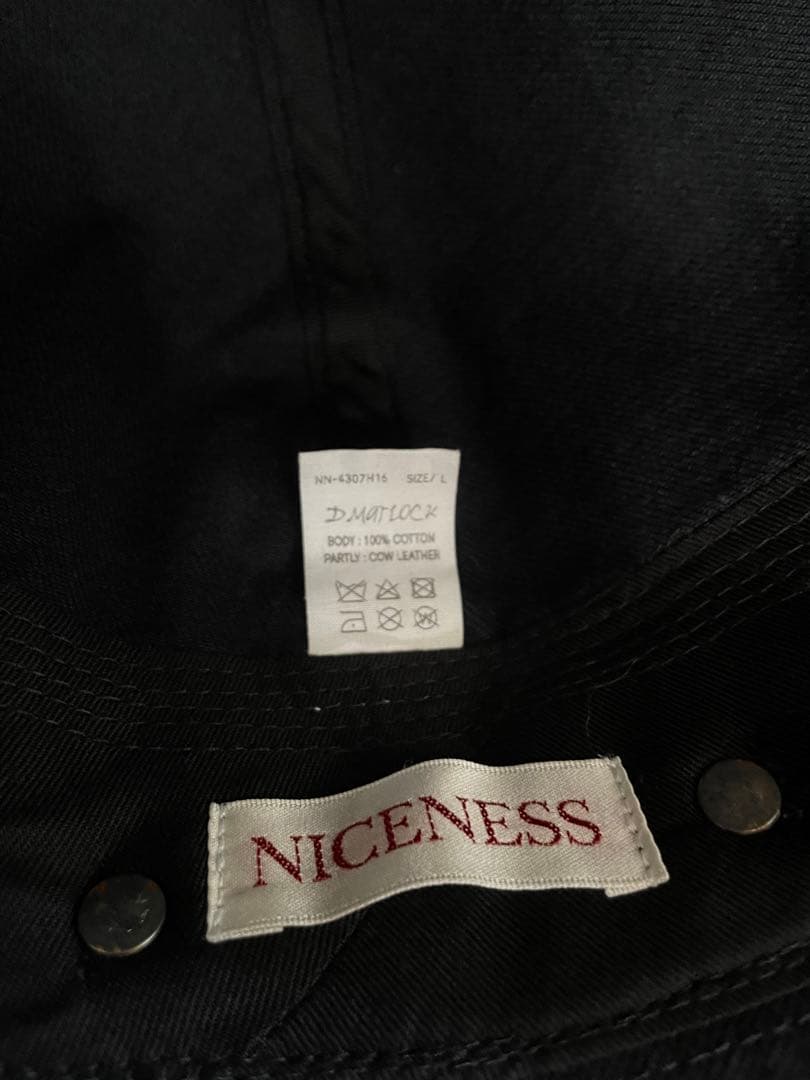 NN-4307H16 SIZE/ L
D.MATLOCK
BODY : 100% COTTON
PARTLY : COW LEATHER
W
NICENESS